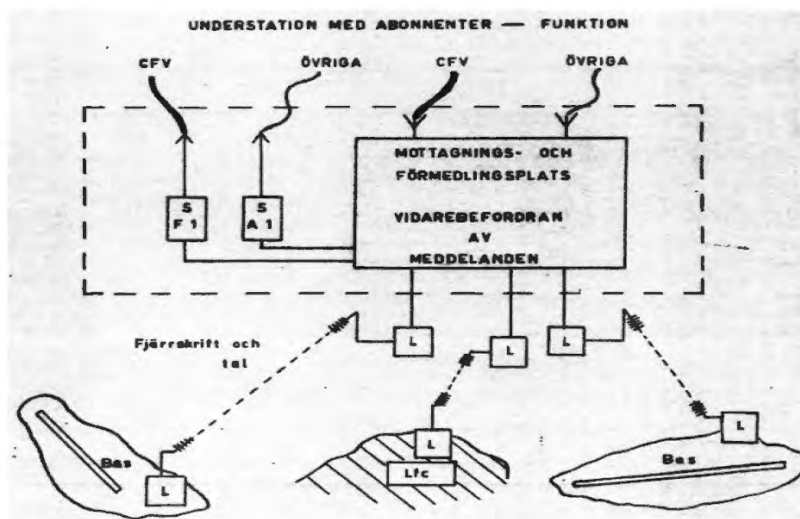 UNDERSTATION MED ABONNENTER — FUNKTION
CFV
ÖVRIGA
CFV
ÖVRIGA
MOTTAGNINGS- OCH
FÖRMEDLINGSPLATS
VIDAREBEFORDRAN
AV
MEDDELANDEN
S
F 1
S
A 1
L
L
L
Fjärrskrift och
tal
Bas
L
L
Lfc
L
Bas